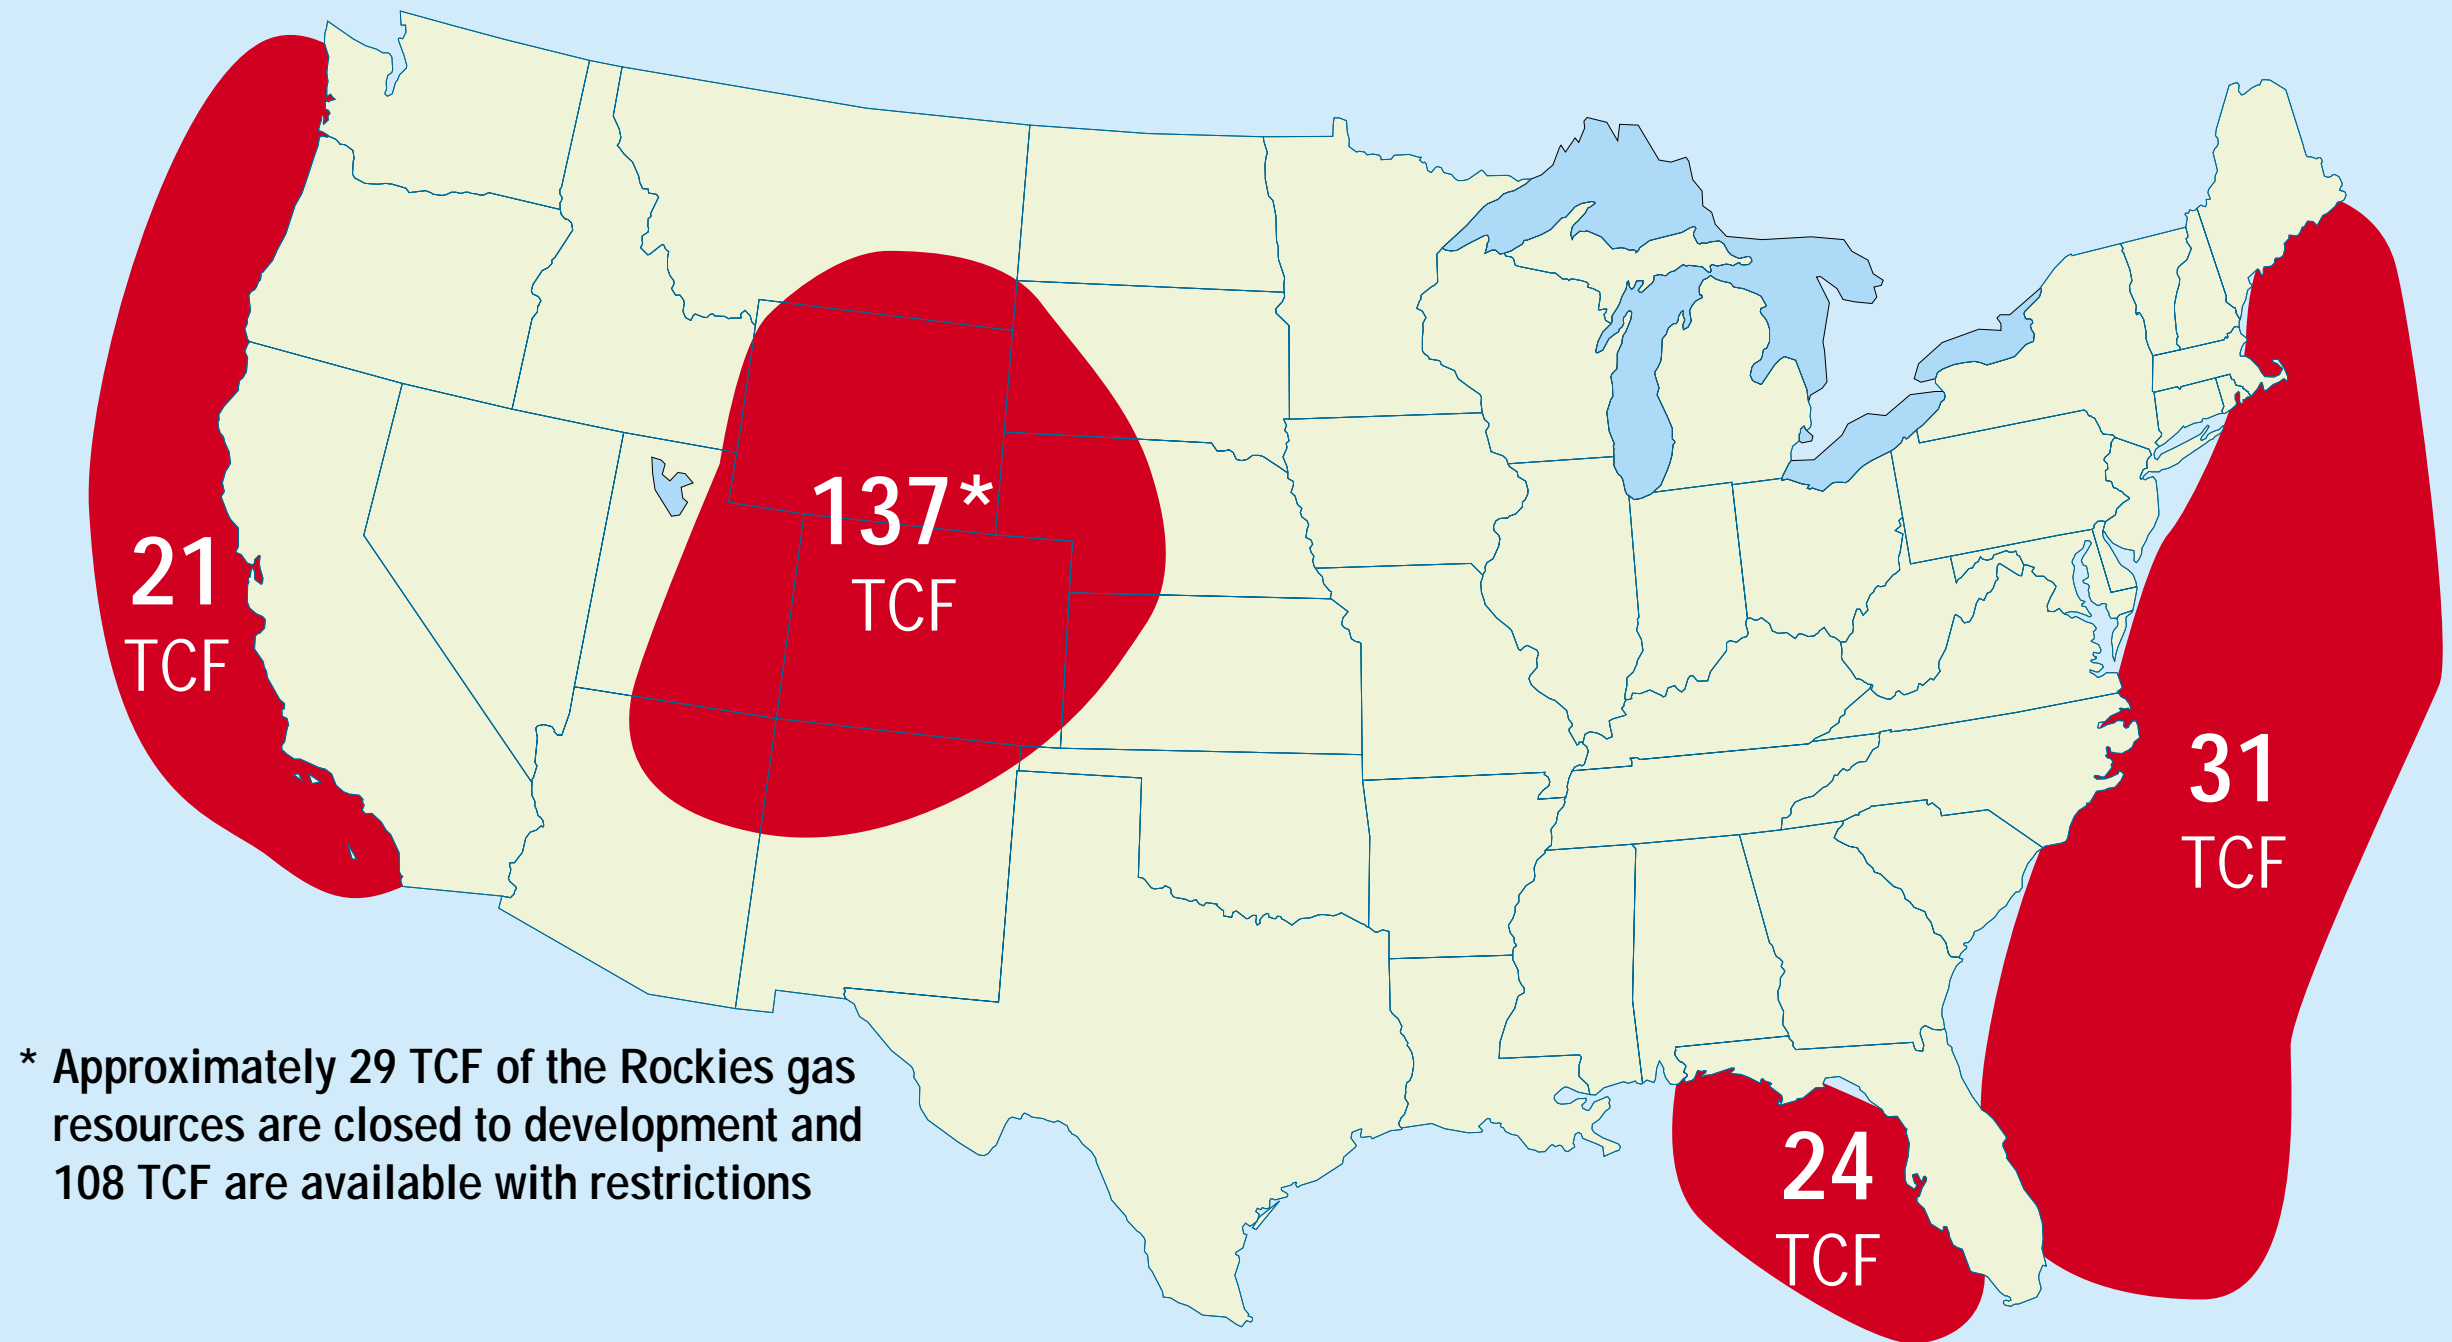 137*
TCF
21
TCF
31
TCF
24
TCF
* Approximately 29 TCF of the Rockies gas
resources are closed to development and
108 TCF are available with restrictions